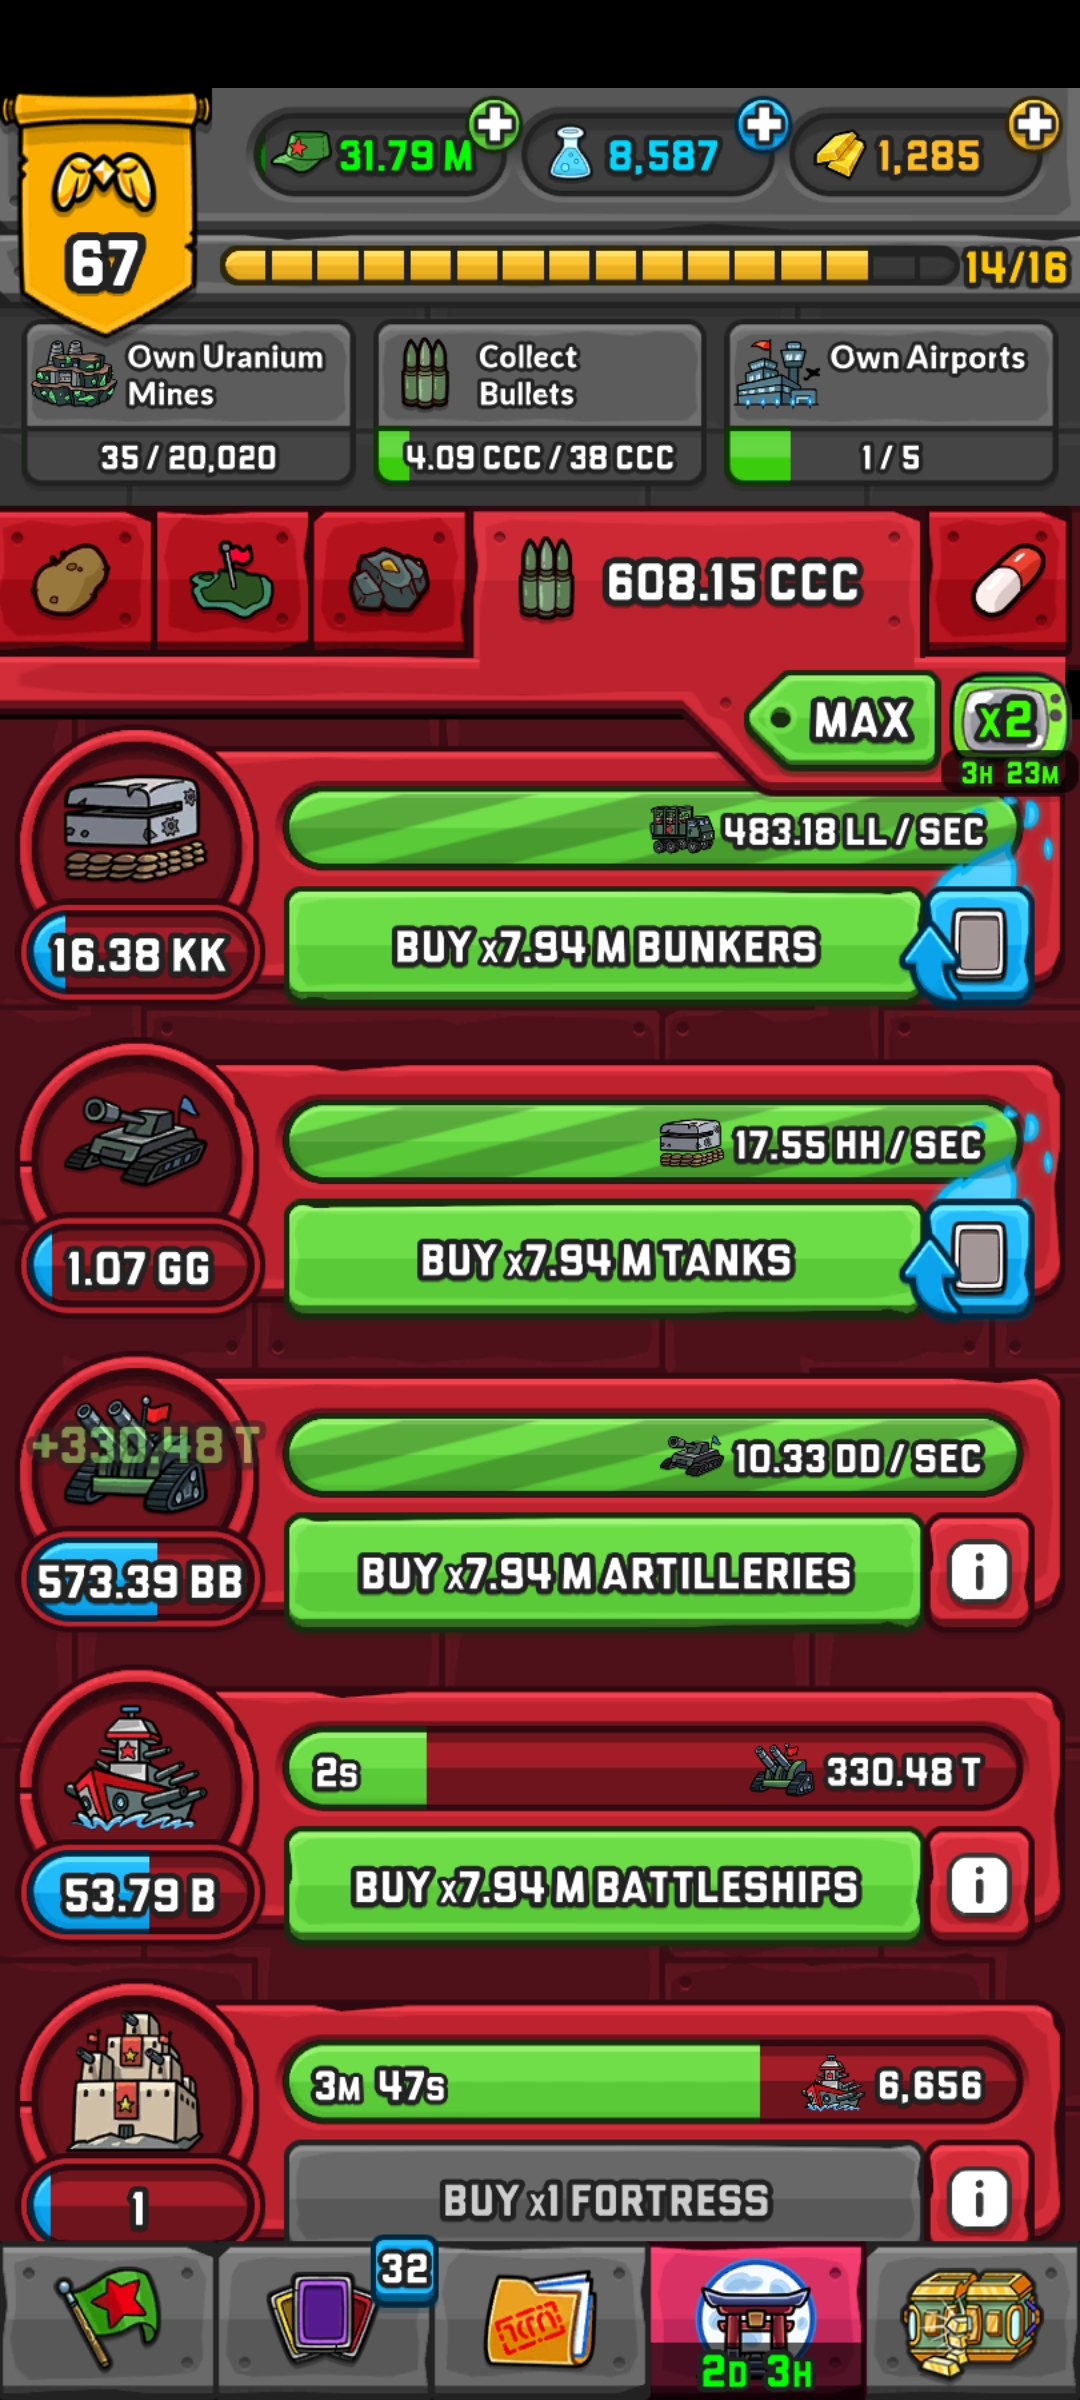 31.79 M
8,587
1,285
67
14/16
Own Uranium
Mines
35 / 20,020
Collect
Bullets
4.09 CCC / 38 CCC
Own Airports
1 / 5
608.15 CCC
MAX
x2
3H 23M
483.18 LL / SEC
16.38 KK
BUY x7.94 M BUNKERS
17.55 HH / SEC
1.07 GG
BUY x7.94 M TANKS
+330.48 T
10.33 DD / SEC
573.39 BB
BUY x7.94 M ARTILLERIES
i
2S
330.48 T
53.79 B
BUY x7.94 M BATTLESHIPS
i
3M 47S
6,656
1
BUY x1 FORTRESS
i
32
2D 3H